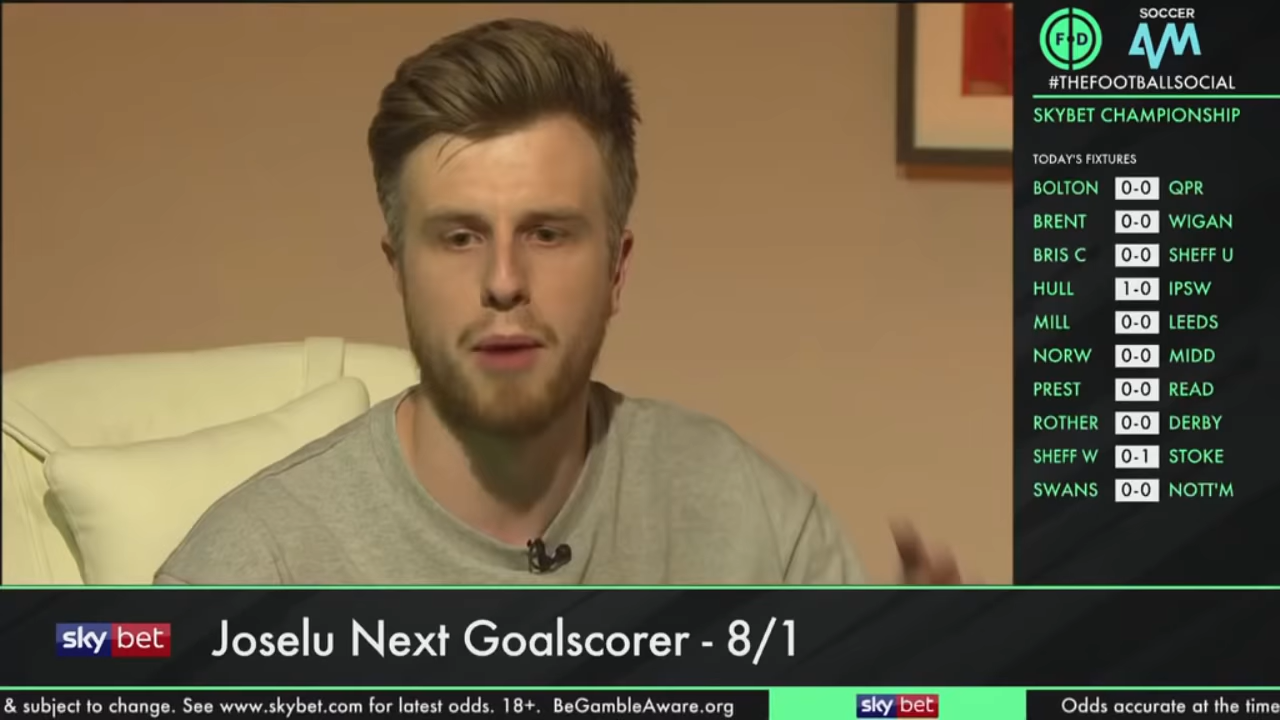 F D
SOCCER
AM
#THEFOOTBALLSOCIAL
SKYBET CHAMPIONSHIP
TODAY'S FIXTURES
BOLTON 0-0 QPR
BRENT 0-0 WIGAN
BRIS C 0-0 SHEFF U
HULL 1-0 IPSW
MILL 0-0 LEEDS
NORW 0-0 MIDD
PREST 0-0 READ
ROTHER 0-0 DERBY
SHEFF W 0-1 STOKE
SWANS 0-0 NOTT'M
sky bet Joselu Next Goalscorer - 8/1
& subject to change. See www.skybet.com for latest odds. 18+. BeGambleAware.org sky bet Odds accurate at the time